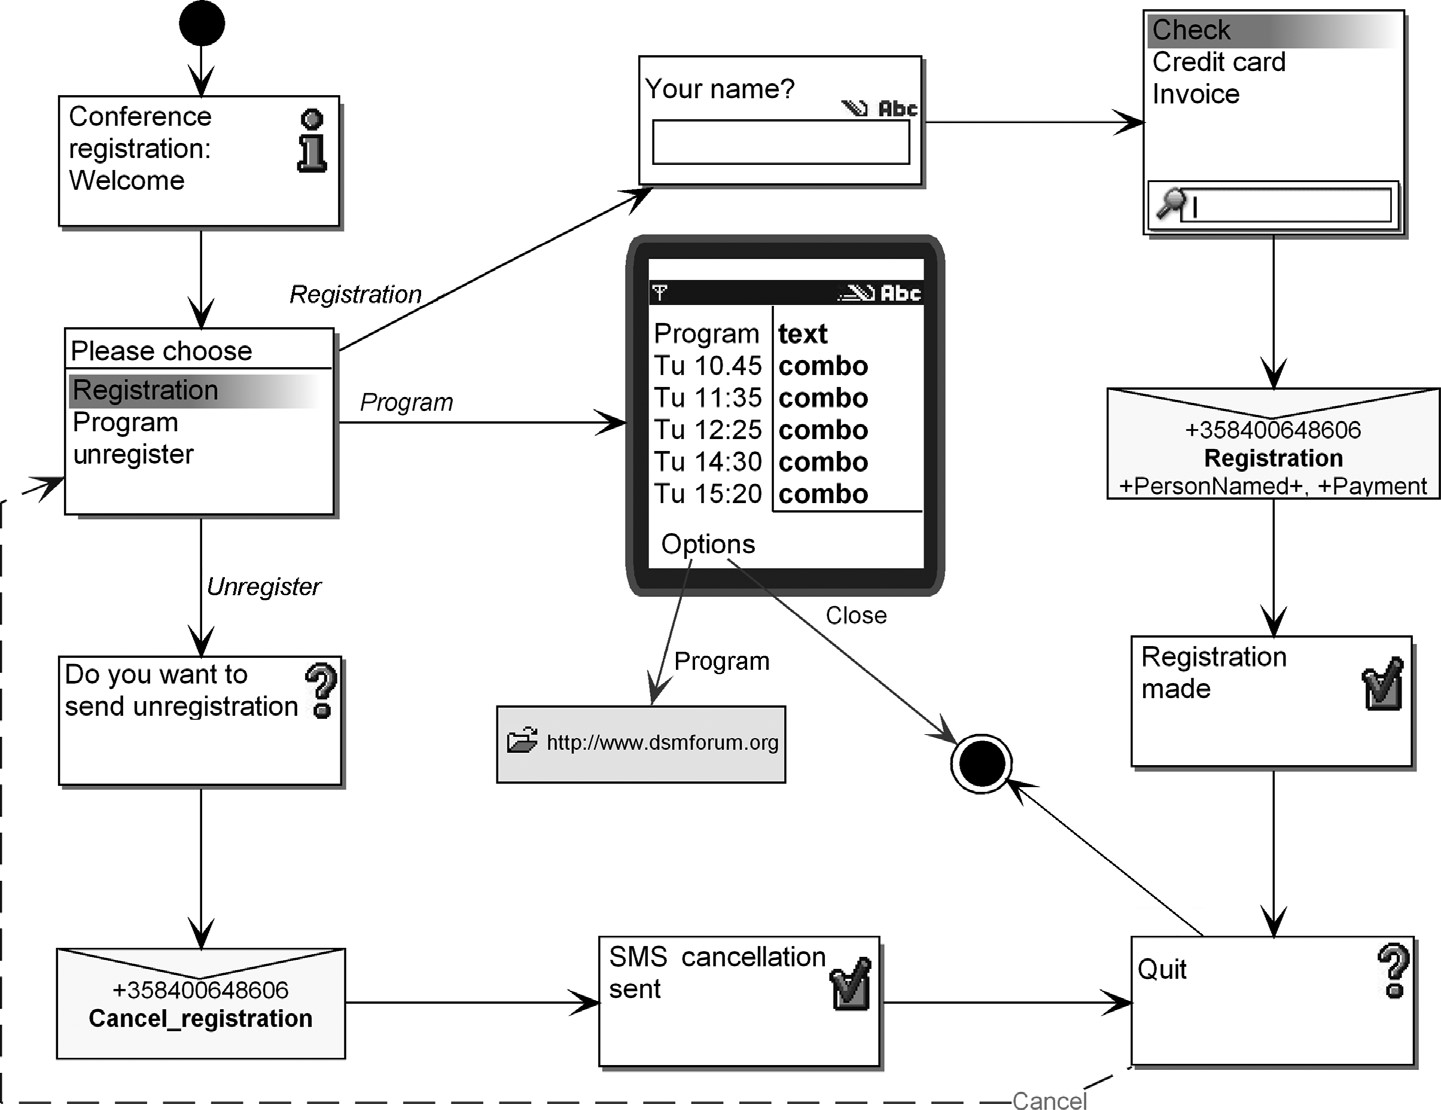 Conference
registration:
Welcome
Please choose
Registration
Program
unregister
Registration
Program
Unregister
Your name?
Abc
Check
Credit card
Invoice
Abc
Program text
Tu 10.45 combo
Tu 11:35 combo
Tu 12:25 combo
Tu 14:30 combo
Tu 15:20 combo
Options
Close
Program
http://www.dsmforum.org
+358400648606
Registration
+PersonNamed+, +Payment
Registration
made
Do you want to
send unregistration
+358400648606
Cancel_registration
SMS cancellation
sent
Quit
Cancel